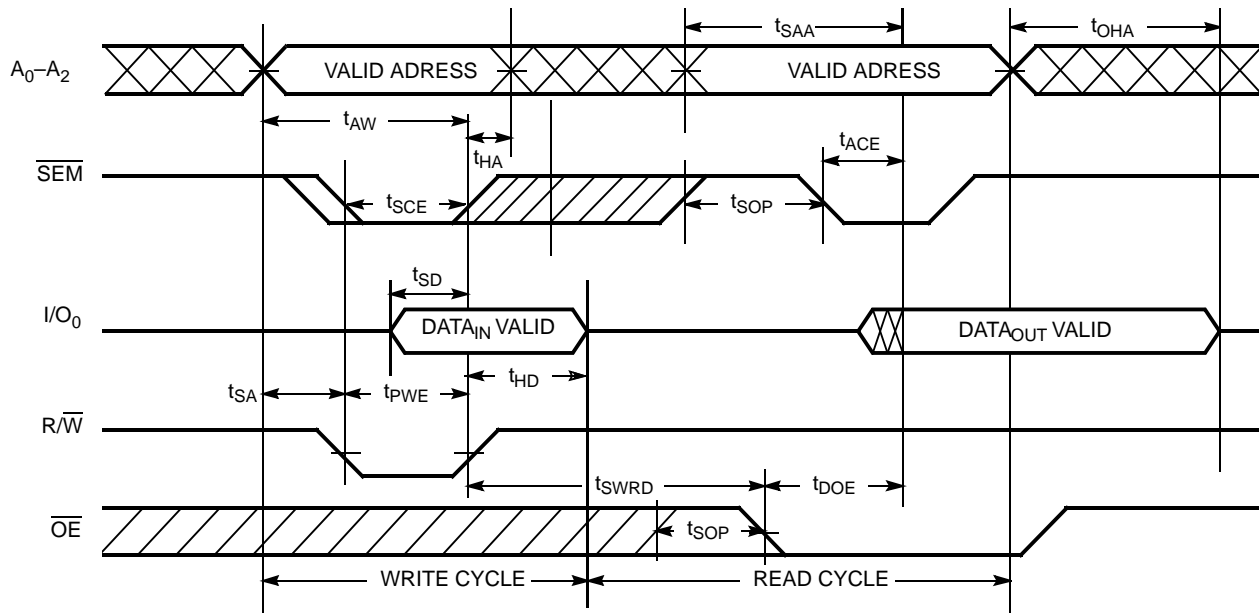 tSAA tOHA
A0–A2 VALID ADRESS VALID ADRESS
tAW
tHA
tACE
SEM
tSCE tSOP
tSD
I/O0 DATAIN VALID DATAOUT VALID
tHD
tSA tPWE
R/W
tSWRD tDOE
OE
tSOP
WRITE CYCLE READ CYCLE